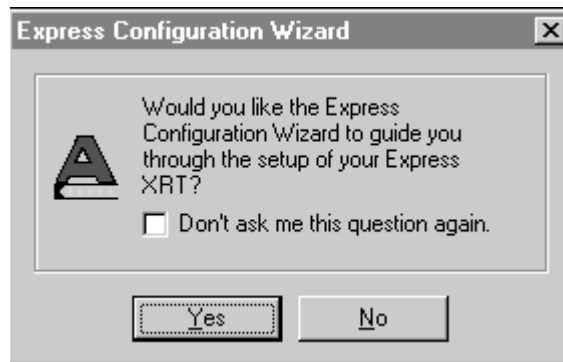 Express Configuration Wizard
Would you like the Express
Configuration Wizard to guide you
through the setup of your Express
XRT?
Don't ask me this question again.
Yes
No